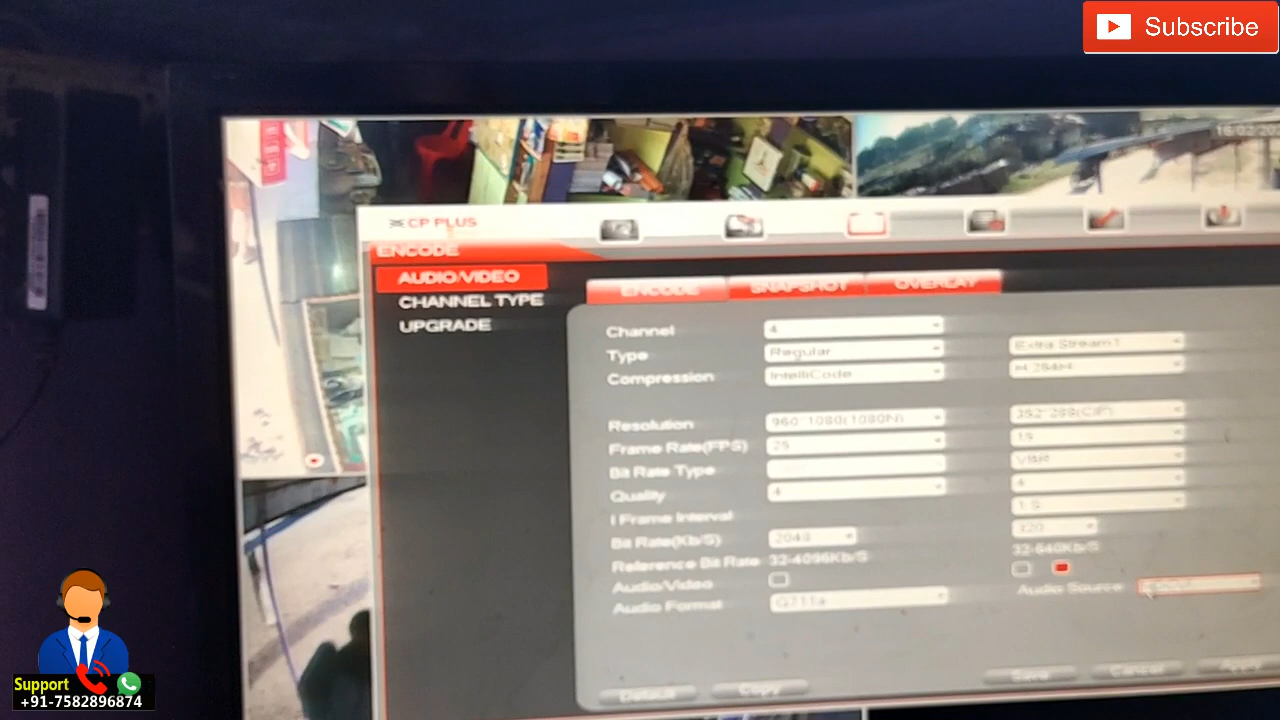 Subscribe
CP PLUS
ENCODE
AUDIO/VIDEO
CHANNEL TYPE
UPGRADE
ENCODE SNAPSHOT OVERLAY
Channel 4
Type Regular Extra Stream1
Compression IntelliCode H.264H
Resolution 960*1080(1080N) 352*288(CIF)
Frame Rate(FPS) 25 15
Bit Rate Type VBR
Quality 4 4
I Frame Interval 1 S
Bit Rate(Kb/S) 2048 320
Reference Bit Rate 32-4096Kb/S 32-640Kb/S
Audio/Video
Audio Format G711a Audio Source
Default Copy Save Cancel Apply
Support
+91-7582896874